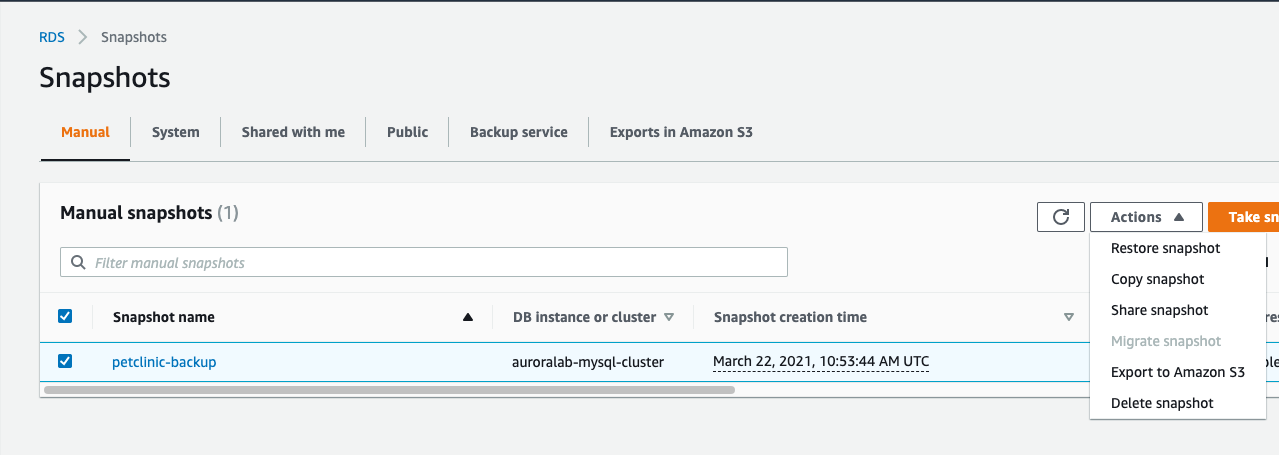 RDS > Snapshots
Snapshots
Manual System Shared with me Public Backup service Exports in Amazon S3
Manual snapshots (1)
Actions
Restore snapshot
Copy snapshot
Share snapshot
Migrate snapshot
Export to Amazon S3
Delete snapshot
Filter manual snapshots
Snapshot name DB instance or cluster Snapshot creation time
petclinic-backup auroralab-mysql-cluster March 22, 2021, 10:53:44 AM UTC